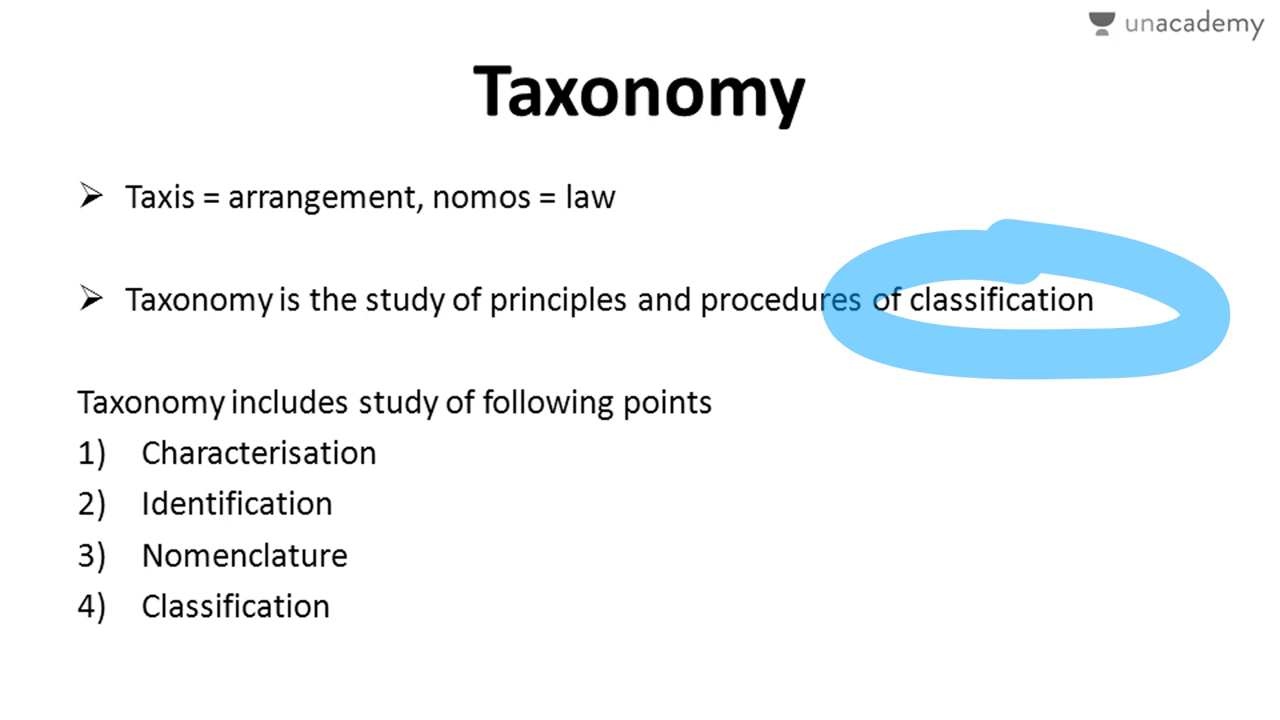 unacademy
Taxonomy
➢ Taxis = arrangement, nomos = law
➢ Taxonomy is the study of principles and procedures of classification
Taxonomy includes study of following points
1) Characterisation
2) Identification
3) Nomenclature
4) Classification